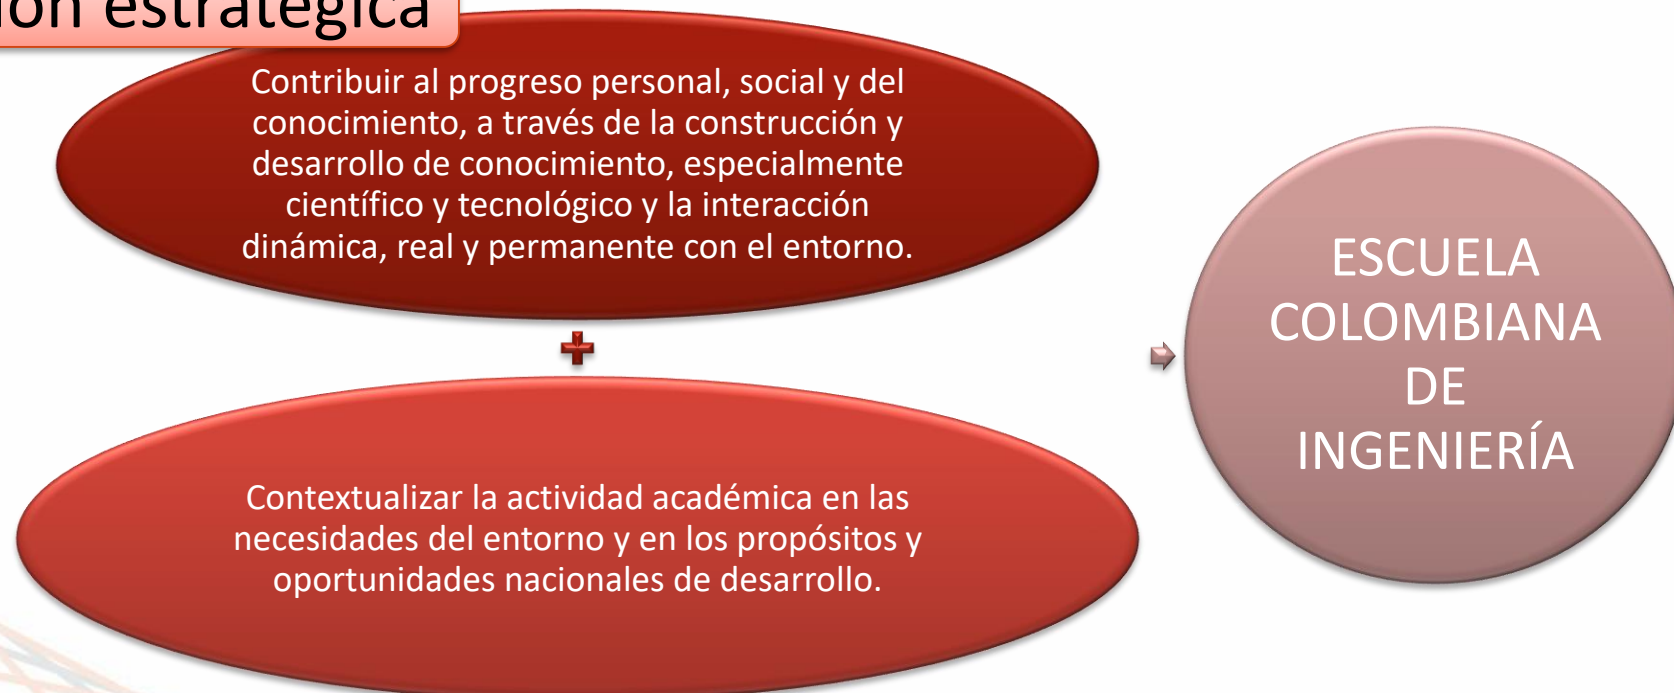 estratégica
Contribuir al progreso personal, social y del
conocimiento, a través de la construcción y
desarrollo de conocimiento, especialmente
científico y tecnológico y la interacción
dinámica, real y permanente con el entorno.
Contextualizar la actividad académica en las
necesidades del entorno y en los propósitos y
oportunidades nacionales de desarrollo.
ESCUELA
COLOMBIANA
DE
INGENIERÍA